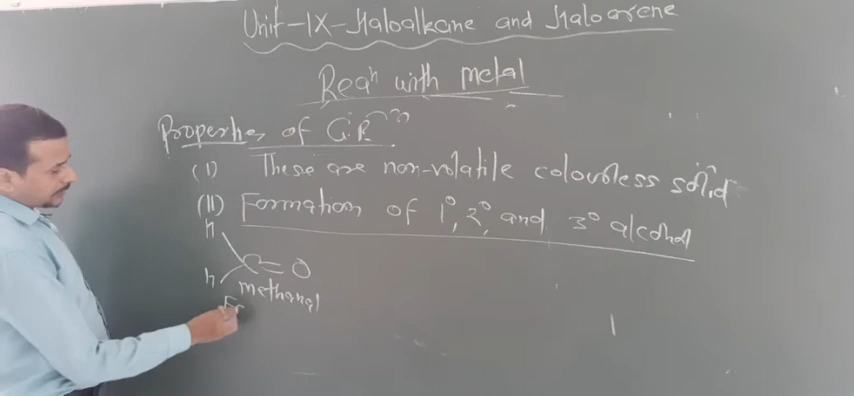 Unit-IX-Haloalkane and Haloarene
Reaⁿ with metal
Properties of G.R
(I) These are non-volatile colourless solid
(II) Formation of 1°, 2°, and 3° alcohol
H
C=O
H methanal
Fo